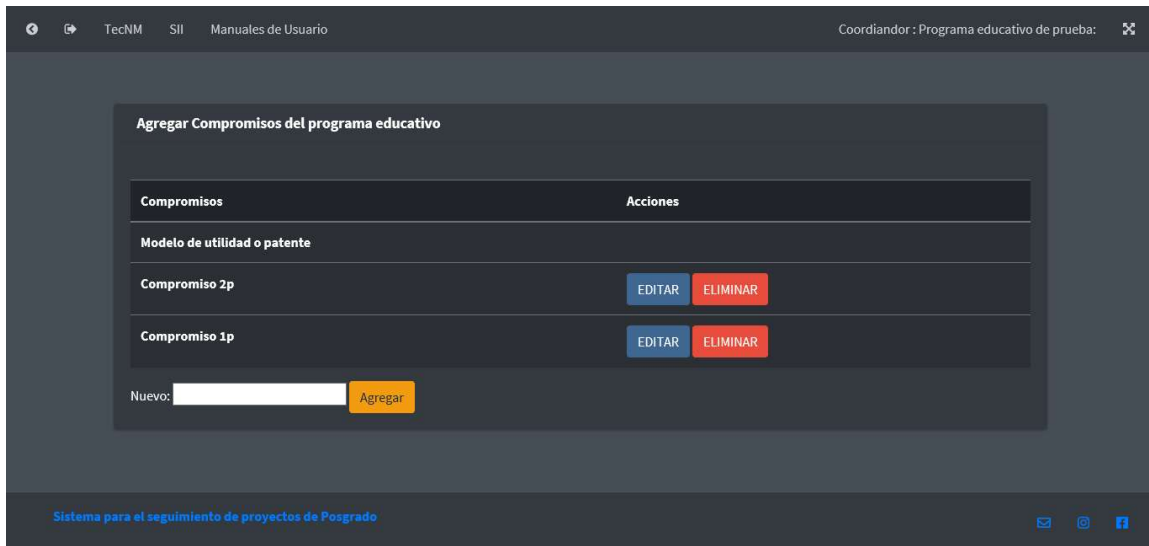 TecNM SII Manuales de Usuario Coordiandor : Programa educativo de prueba:
Agregar Compromisos del programa educativo
Compromisos Acciones
Modelo de utilidad o patente
Compromiso 2p EDITAR ELIMINAR
Compromiso 1p EDITAR ELIMINAR
Nuevo: Agregar
Sistema para el seguimiento de proyectos de Posgrado